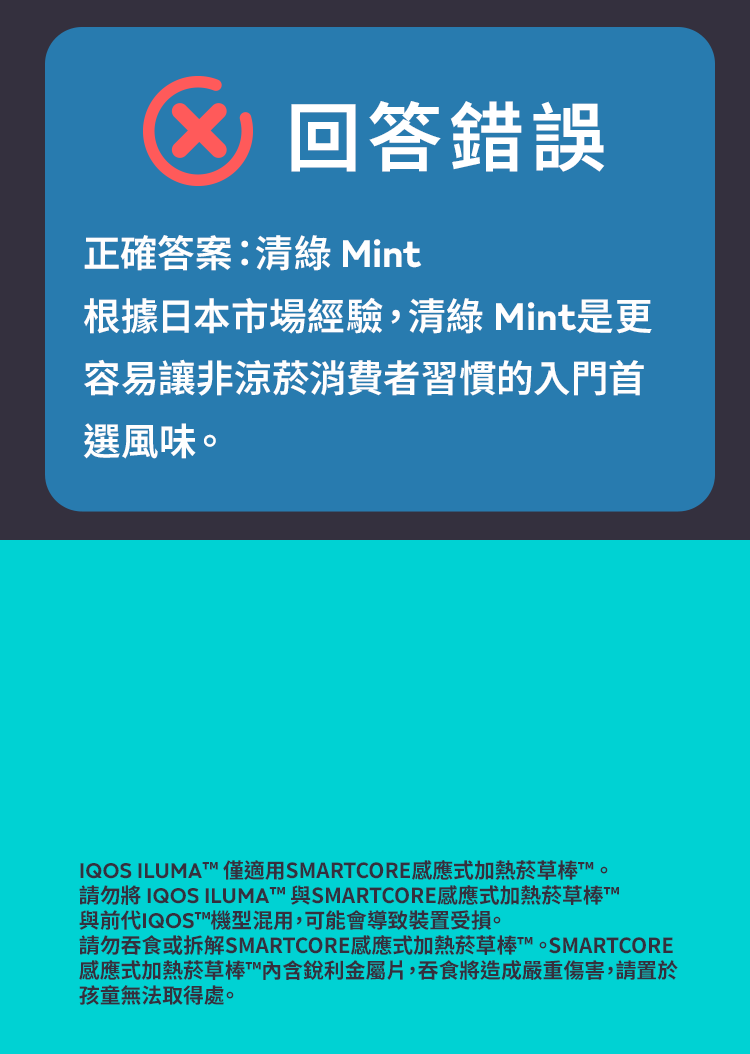 回答錯誤
正確答案：清綠 Mint
根據日本市場經驗，清綠 Mint是更
容易讓非涼菸消費者習慣的入門首
選風味。
IQOS ILUMA™ 僅適用SMARTCORE感應式加熱菸草棒™。
請勿將 IQOS ILUMA™ 與SMARTCORE感應式加熱菸草棒™
與前代IQOS™機型混用，可能會導致裝置受損。
請勿吞食或拆解SMARTCORE感應式加熱菸草棒™。SMARTCORE
感應式加熱菸草棒™內含銳利金屬片，吞食將造成嚴重傷害，請置於
孩童無法取得處。